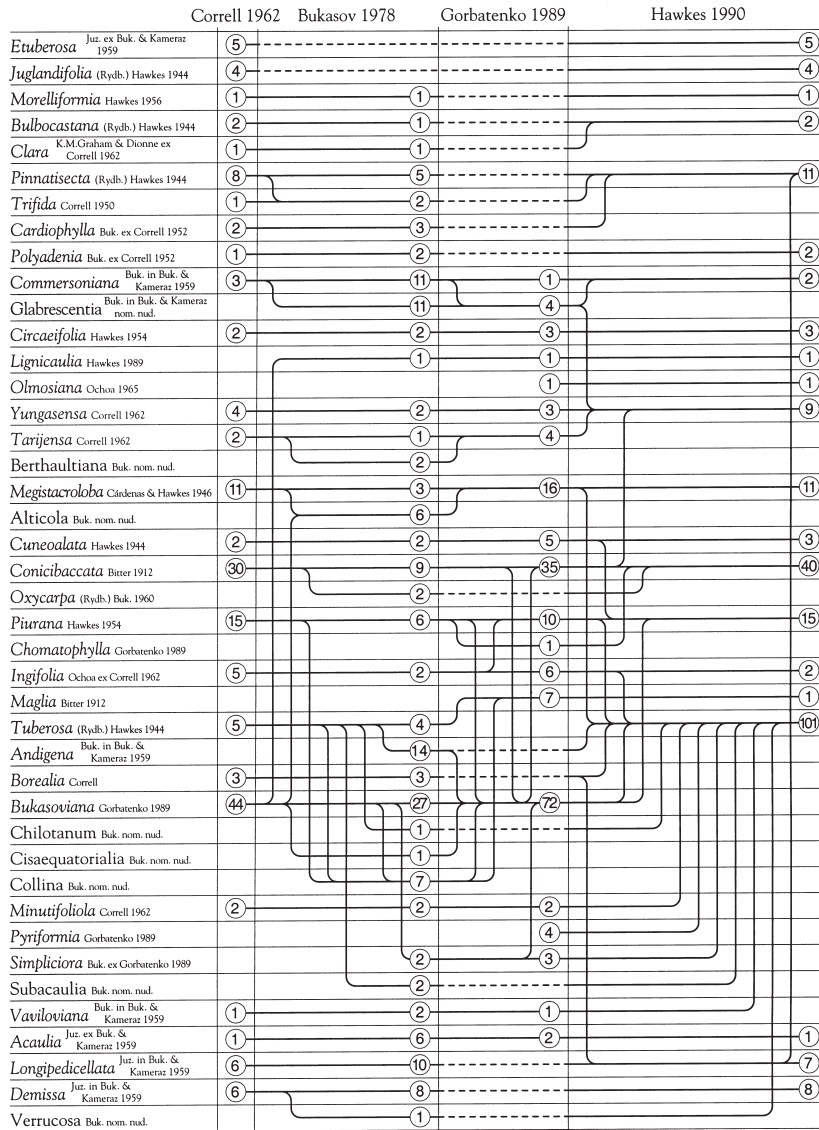 Correll 1962 Bukasov 1978 Gorbatenko 1989 Hawkes 1990
Etuberosa Juz. ex Buk. & Kameraz 1959 5 5
Juglandifolia (Rydb.) Hawkes 1944 4 4
Morelliformia Hawkes 1956 1 1 1
Bulbocastana (Rydb.) Hawkes 1944 2 1 2
Clara K.M.Graham & Dionne ex Correll 1962 1 1
Pinnatisecta (Rydb.) Hawkes 1944 8 5 11
Trifida Correll 1950 1 2
Cardiophylla Buk. ex Correll 1952 2 3
Polyadenia Buk. ex Correll 1952 1 2 2
Commersoniana Buk. in Buk. & Kameraz 1959 3 11 1 2
Glabrescentia Buk. in Buk. & Kameraz nom. nud. 11 4
Circaeifolia Hawkes 1954 2 2 3 3
Lignicaulia Hawkes 1989 1 1 1
Olmosiana Ochoa 1965 1 1
Yungasensa Correll 1962 4 2 3 9
Tarijensa Correll 1962 2 1 4
Berthaultiana Buk. nom. nud. 2
Megistacroloba Cárdenas & Hawkes 1946 11 3 16 11
Alticola Buk. nom. nud. 6
Cuneoalata Hawkes 1944 2 2 5 3
Conicibaccata Bitter 1912 30 9 35 40
Oxycarpa (Rydb.) Buk. 1960 2
Piurana Hawkes 1954 15 6 10 15
Chomatophylla Gorbatenko 1989 1
Ingifolia Ochoa ex Correll 1962 5 2 6 2
Maglia Bitter 1912 7 1
Tuberosa (Rydb.) Hawkes 1944 5 4 101
Andigena Buk. in Buk. & Kameraz 1959 14
Borealia Correll 3 3
Bukasoviana Gorbatenko 1989 44 27 72
Chilotanum Buk. nom. nud. 1
Cisaequatorialia Buk. nom. nud. 1
Collina Buk. nom. nud. 7
Minutifoliola Correll 1962 2 2 2
Pyriformia Gorbatenko 1989 4
Simpliciora Buk. ex Gorbatenko 1989 2 3
Subacaulia Buk. nom. nud. 2
Vaviloviana Buk. in Buk. & Kameraz 1959 1 2 1
Acaulia Juz. ex Buk. & Kameraz 1959 1 6 2 1
Longipedicellata Juz. in Buk. & Kameraz 1959 6 10 7
Demissa Juz. in Buk. & Kameraz 1959 6 8 8
Verrucosa Buk. nom. nud. 1